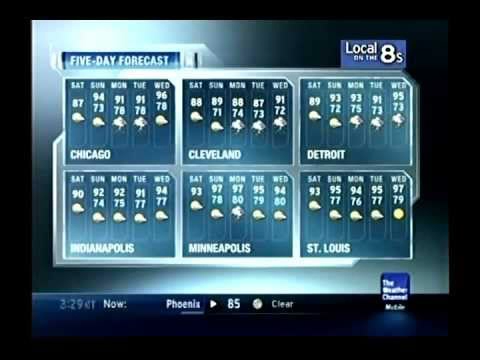 FIVE-DAY FORECAST
Local
ON THE 8s
SAT SUN MON TUE WED
87 94 91 91 96
73 78 78 78
CHICAGO
SAT SUN MON TUE WED
88 89 88 87 91
71 74 73 72
CLEVELAND
SAT SUN MON TUE WED
89 93 93 91 95
72 75 73 73
DETROIT
SAT SUN MON TUE WED
90 92 92 91 94
74 75 77 77
INDIANAPOLIS
SAT SUN MON TUE WED
93 97 97 95 94
78 80 79 80
MINNEAPOLIS
SAT SUN MON TUE WED
93 95 94 95 97
77 76 77 79
ST. LOUIS
The
Weather
Channel
Mobile
3:29 Now: Phoenix 85 Clear